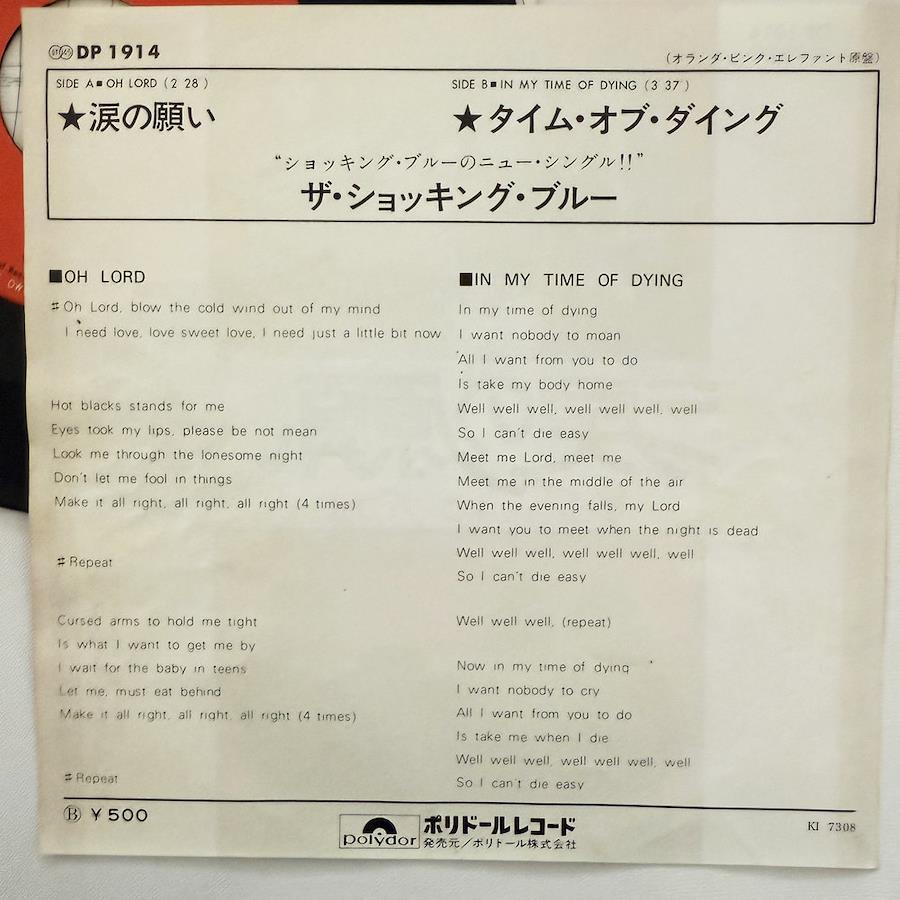 DP 1914
(オランダ・ピンク・エレファント原盤)
SIDE A■OH LORD (2 28)
★涙の願い
SIDE B■IN MY TIME OF DYING (3 37)
★タイム・オブ・ダイング
“ショッキング・ブルーのニュー・シングル!!”
ザ・ショッキング・ブルー
■OH LORD
♯Oh Lord, blow the cold wind out of my mind
I need love, love sweet love, I need just a little bit now
Hot blacks stands for me
Eyes took my lips, please be not mean
Look me through the lonesome night
Don't let me fool in things
Make it all right, all right, all right (4 times)
♯Repeat
Cursed arms to hold me tight
Is what I want to get me by
I wait for the baby in teens
Let me, must eat behind
Make it all right, all right, all right (4 times)
♯Repeat
■IN MY TIME OF DYING
In my time of dying
I want nobody to moan
All I want from you to do
Is take my body home
Well well well, well well well, well
So I can't die easy
Meet me Lord, meet me
Meet me in the middle of the air
When the evening falls, my Lord
I want you to meet when the night is dead
Well well well, well well well, well
So I can't die easy
Well well well, (repeat)
Now in my time of dying
I want nobody to cry
All I want from you to do
Is take me when I die
Well well well, well well well, well
So I can't die easy
Ⓑ ¥500
polydor
ポリドールレコード
発売元/ポリドール株式会社
KI 7308